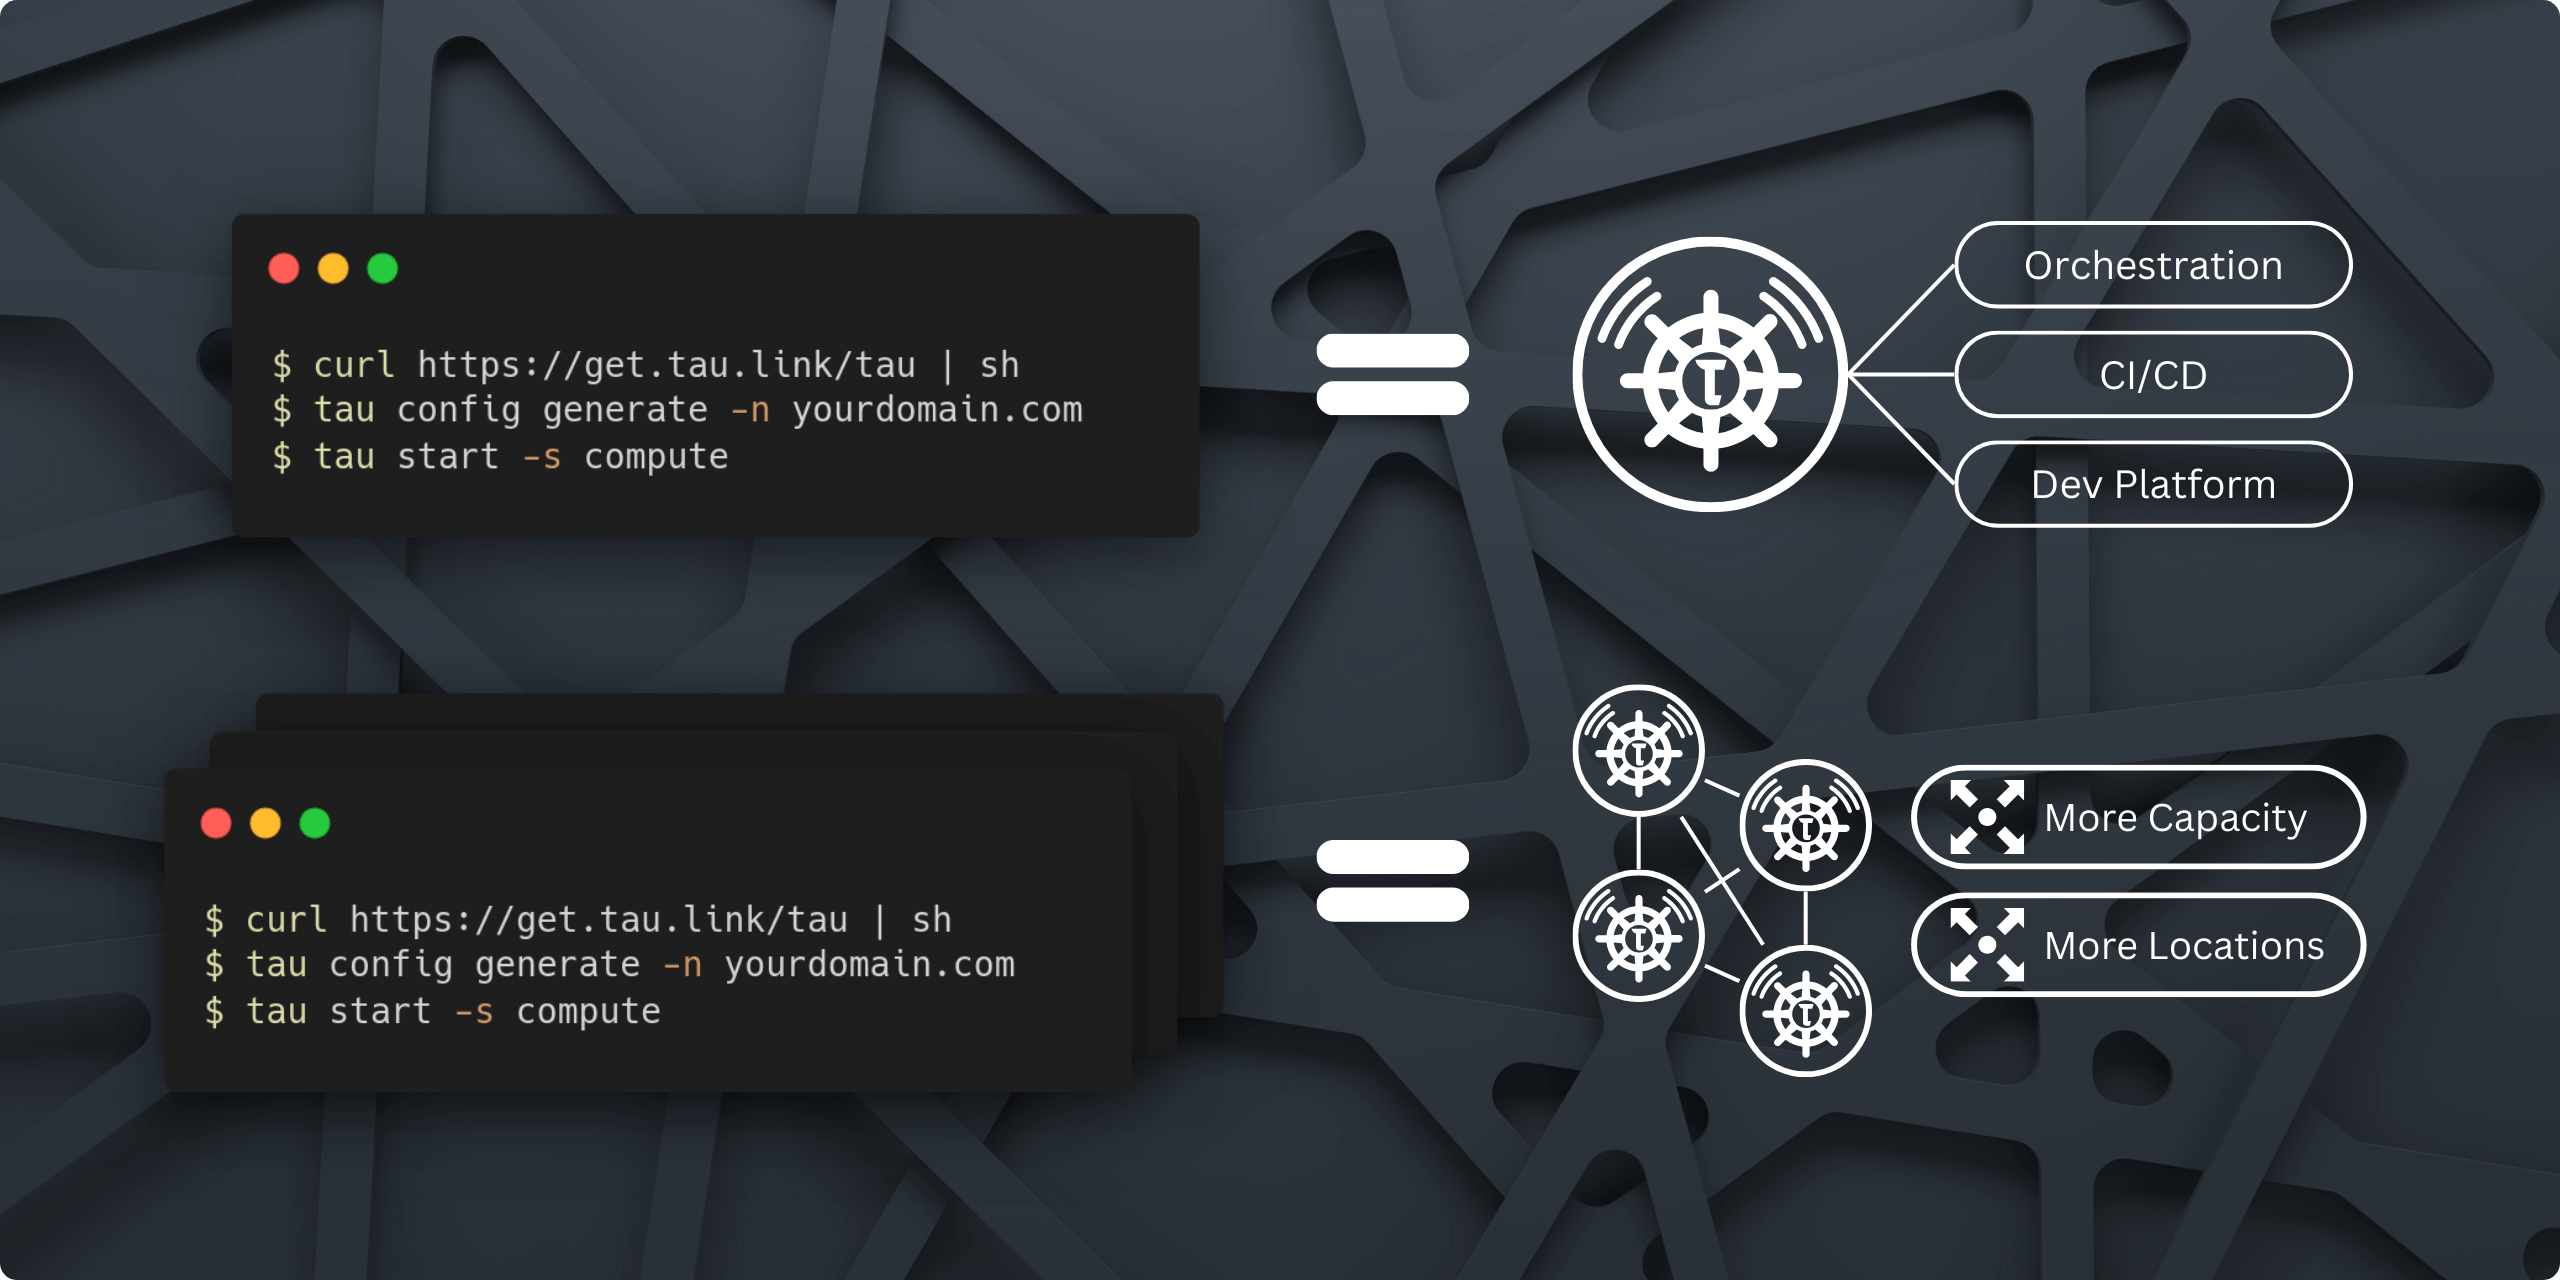 $ curl https://get.tau.link/tau | sh
$ tau config generate -n yourdomain.com
$ tau start -s compute
Orchestration
CI/CD
Dev Platform
$ curl https://get.tau.link/tau | sh
$ tau config generate -n yourdomain.com
$ tau start -s compute
More Capacity
More Locations